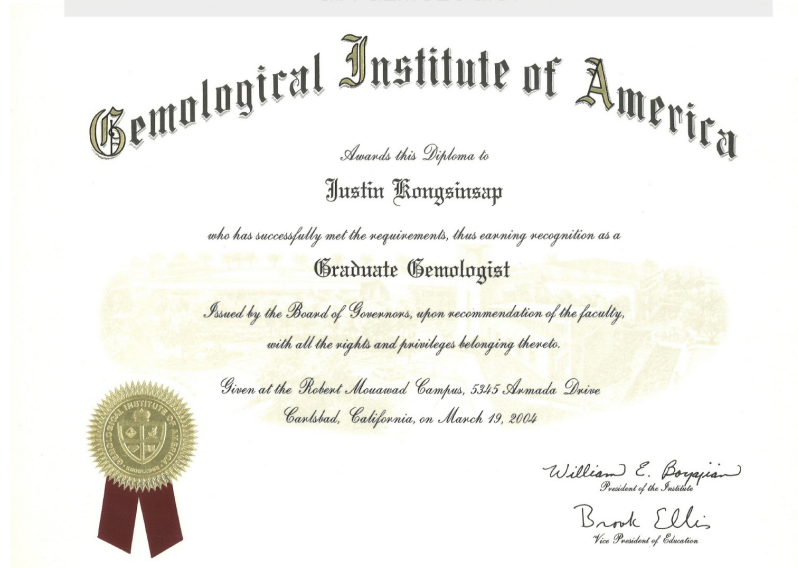 Gemological Institute of America
Awards this Diploma to
Justin Kongsinsap
who has successfully met the requirements, thus earning recognition as a
Graduate Gemologist
Issued by the Board of Governors, upon recommendation of the faculty,
with all the rights and privileges belonging thereto.
Given at the Robert Mouawad Campus, 5345 Armada Drive
Carlsbad, California, on March 19, 2004
William E. Boyajian
President of the Institute
Brook Ellis
Vice President of Education